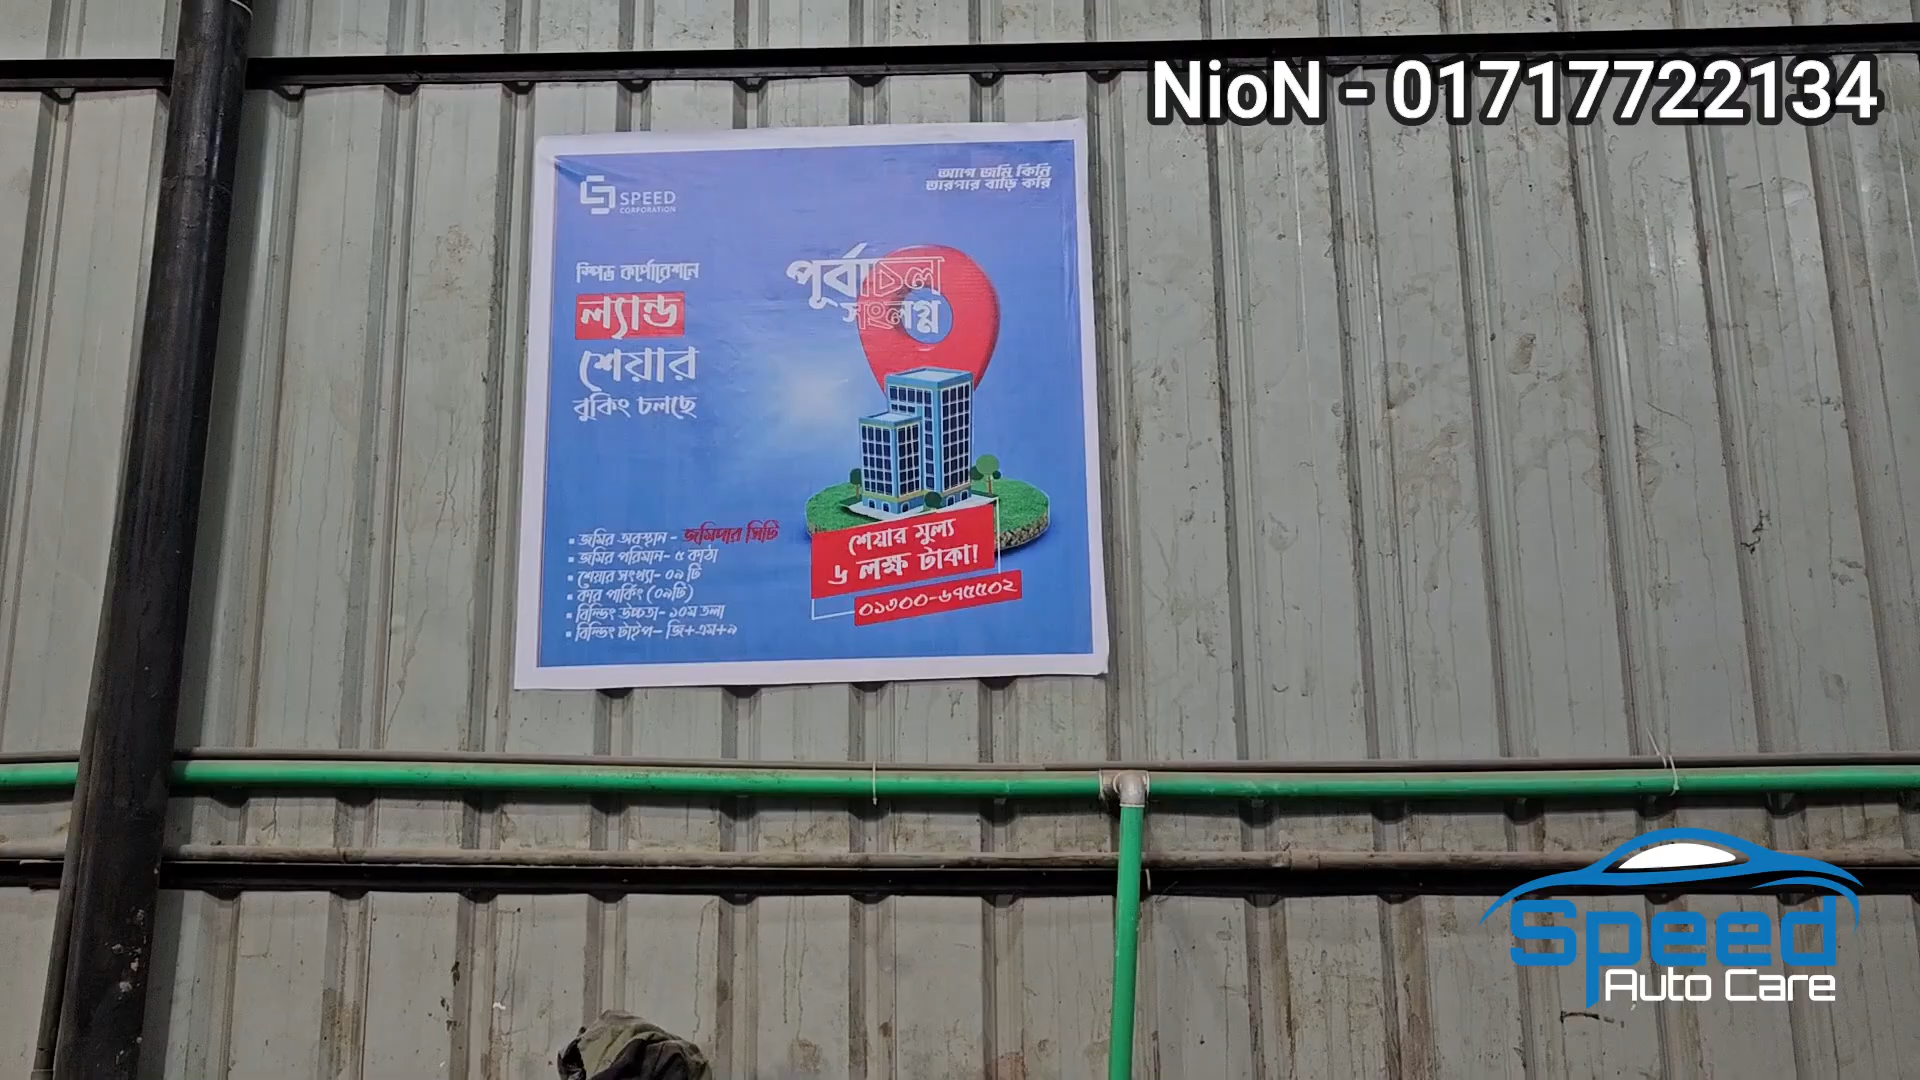 NioN - 01717722134
SPEED
CORPORATION
আগে জমি কিনি
তারপর বাড়ি করি
স্পিড কর্পোরেশনে
ল্যান্ড
শেয়ার
বুকিং চলছে
পূর্বাচল
সংলগ্ন
▪ জমির অবস্থান - জমিদার সিটি
▪ জমির পরিমান- ৫ কাঠা
▪ শেয়ার সংখ্যা- ০৯ টি
▪ কার পার্কিং (০৯টি)
▪ বিল্ডিং উচ্চতা- ১০ম তলা
▪ বিল্ডিং টাইপ- জি+এম+৯
শেয়ার মুল্য
৬ লক্ষ টাকা!
০১৩০০-৬৭৫৫০২
Speed
Auto Care